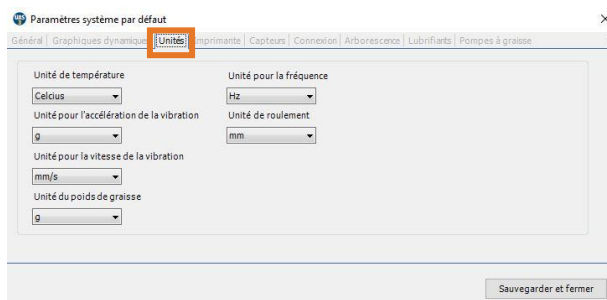 UAS Paramètres système par défaut
Général Graphiques dynamiques Unités Imprimante Capteurs Connexion Arborescence Lubrifiants Pompes à graisse
Unité de température Unité pour la fréquence
Celcius Hz
Unité pour l'accélération de la vibration Unité de roulement
g mm
Unité pour la vitesse de la vibration
mm/s
Unité du poids de graisse
g
Sauvegarder et fermer